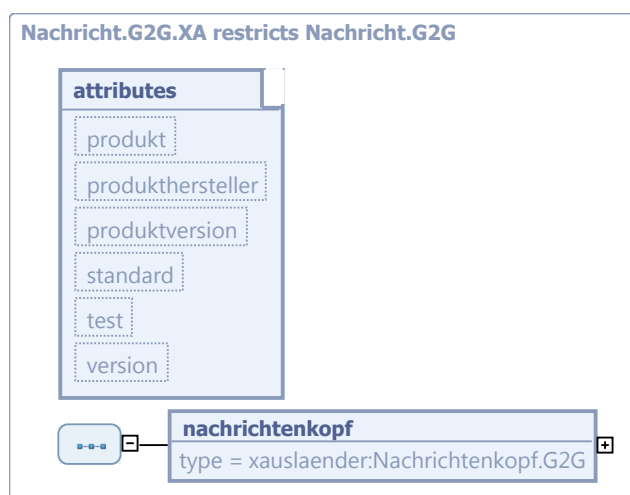 Nachricht.G2G.XA restricts Nachricht.G2G
attributes
produkt
produkthersteller
produktversion
standard
test
version
nachrichtenkopf
type = xauslaender:Nachrichtenkopf.G2G